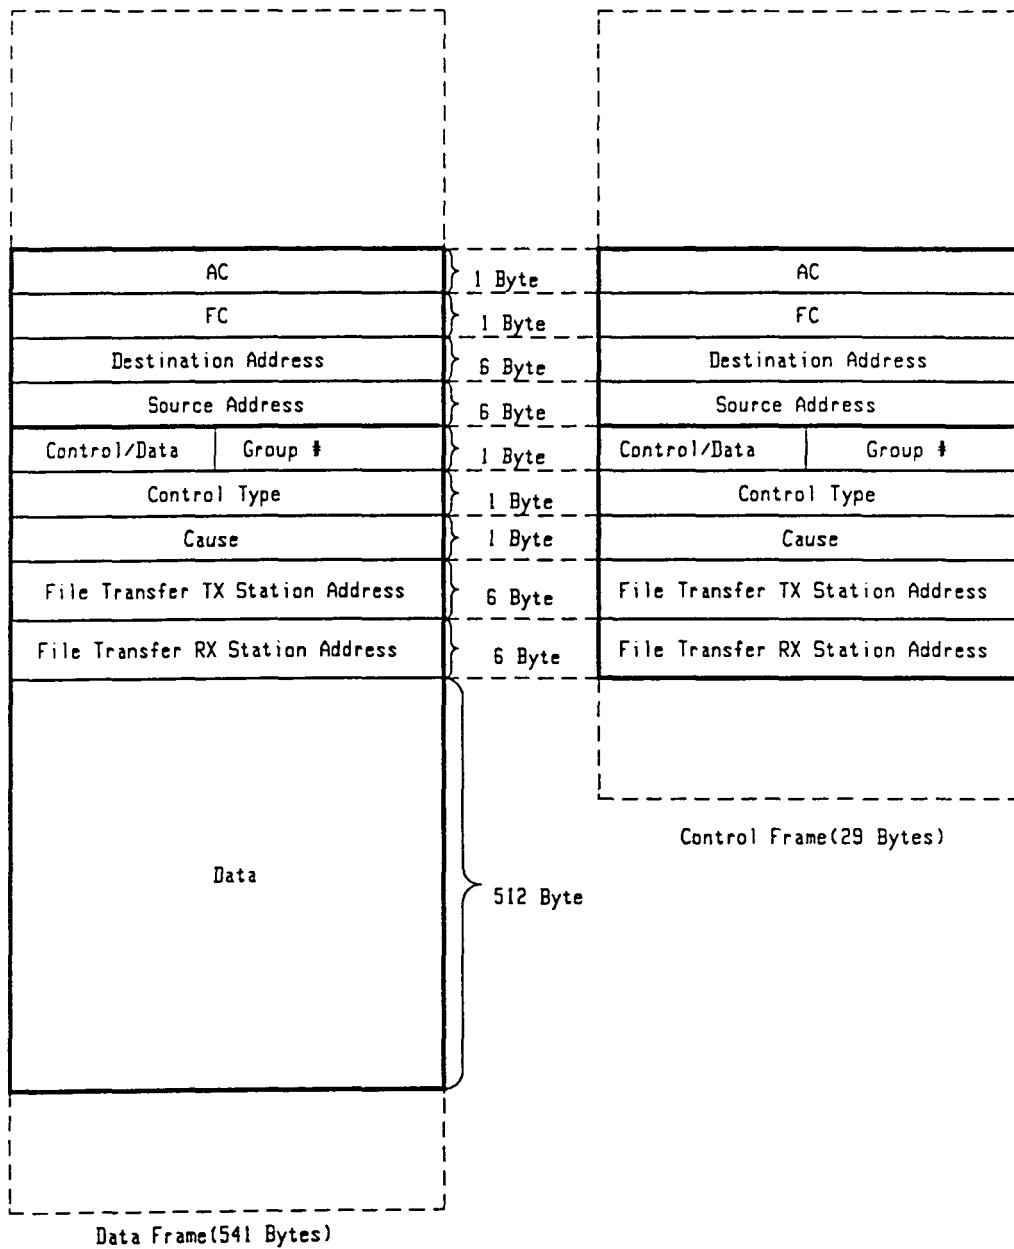 AC 1 Byte AC
FC 1 Byte FC
Destination Address 6 Byte Destination Address
Source Address 6 Byte Source Address
Control/Data Group # 1 Byte Control/Data Group #
Control Type 1 Byte Control Type
Cause 1 Byte Cause
File Transfer TX Station Address 6 Byte File Transfer TX Station Address
File Transfer RX Station Address 6 Byte File Transfer RX Station Address
Control Frame(29 Bytes)
Data 512 Byte
Data Frame(541 Bytes)